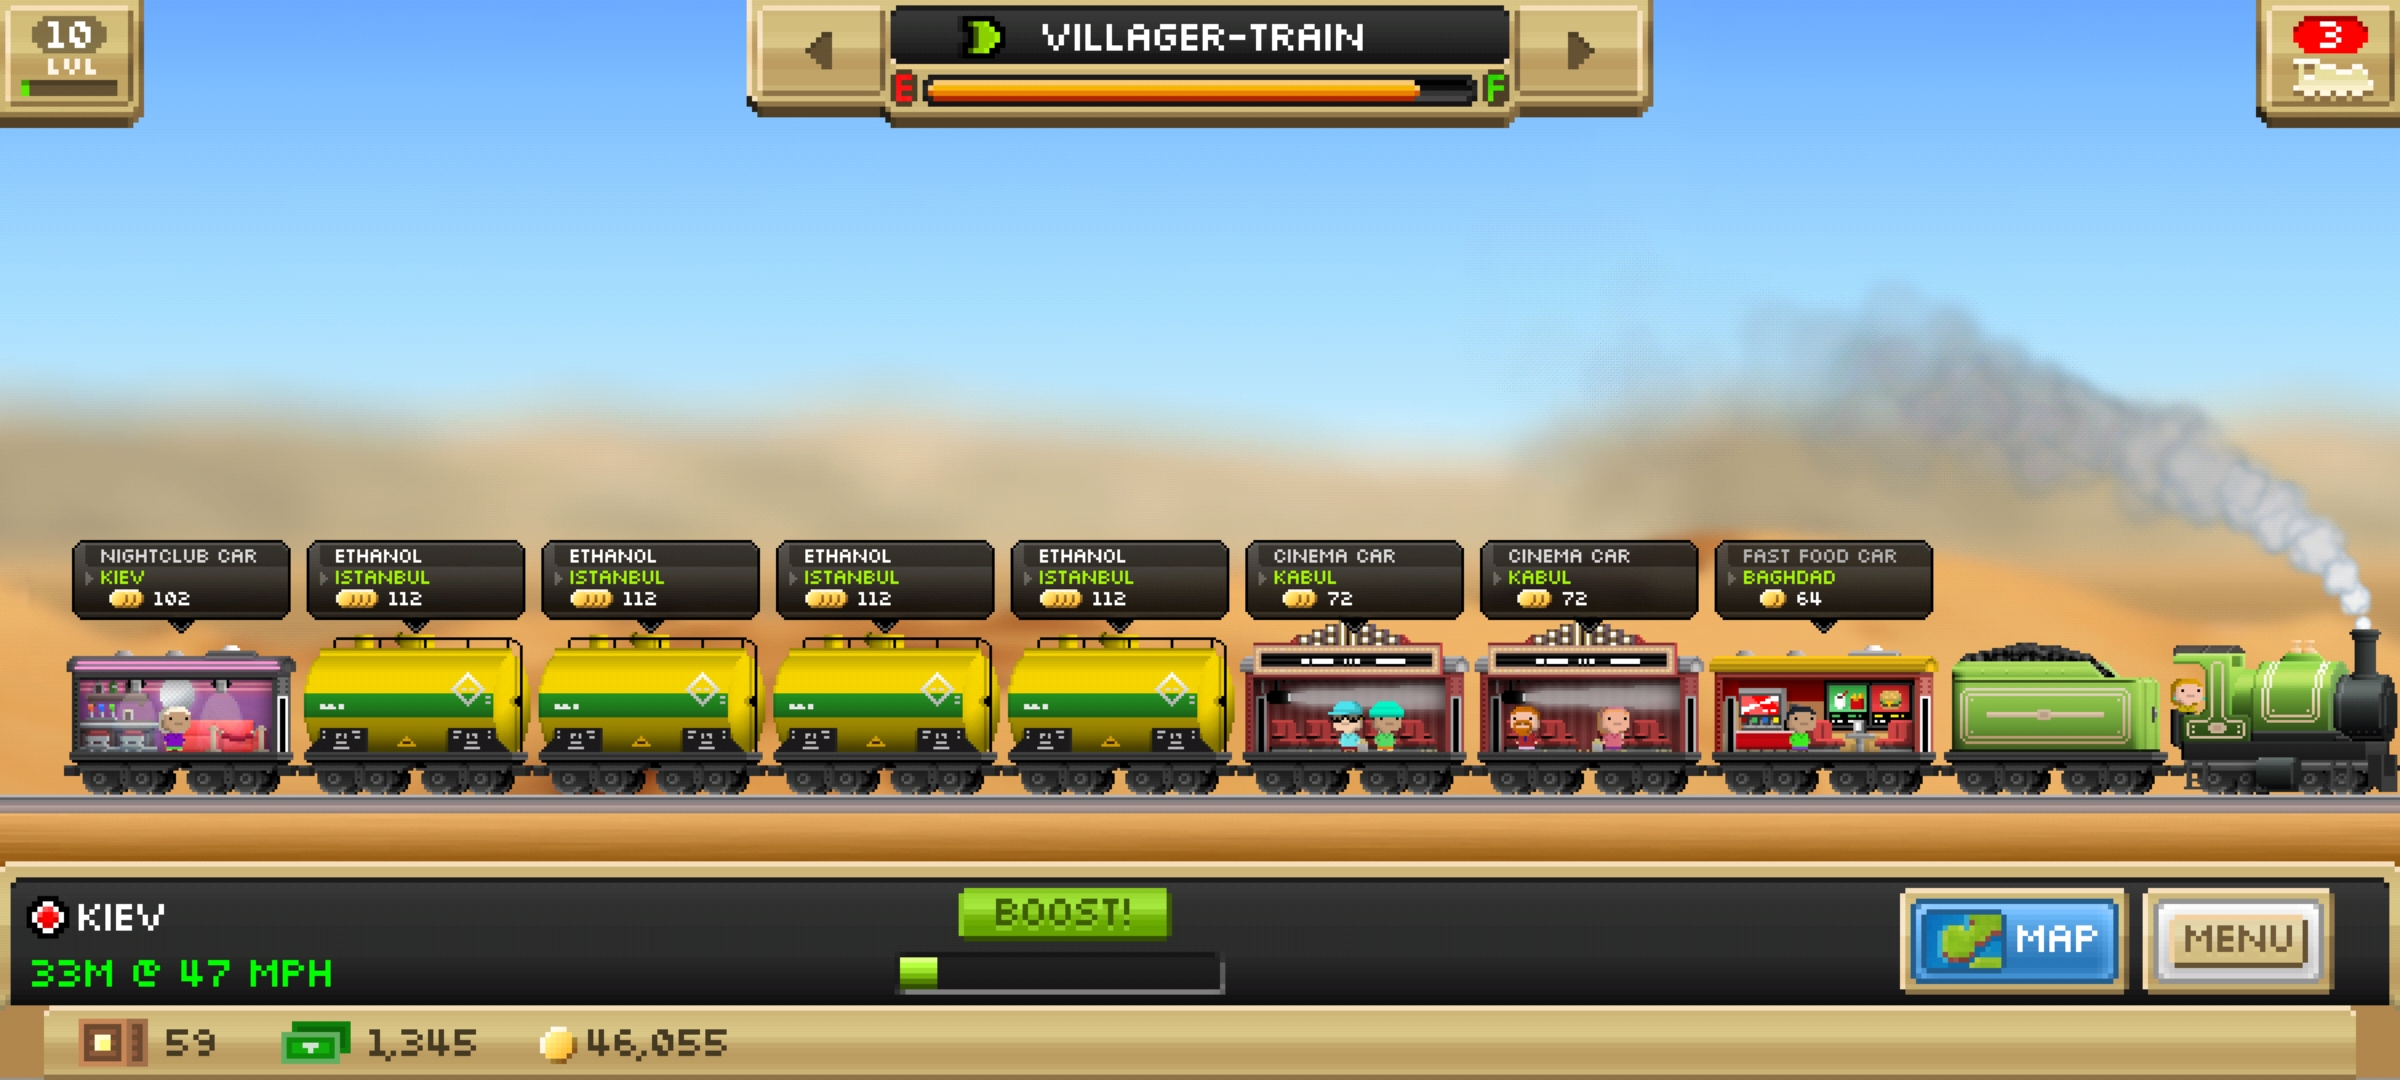 10
LVL
VILLAGER-TRAIN
E F
3
NIGHTCLUB CAR
KIEV
102
ETHANOL
ISTANBUL
112
ETHANOL
ISTANBUL
112
ETHANOL
ISTANBUL
112
ETHANOL
ISTANBUL
112
CINEMA CAR
KABUL
72
CINEMA CAR
KABUL
72
FAST FOOD CAR
BAGHDAD
64
KIEV
33M @ 47 MPH
BOOST!
MAP
MENU
59
1,345
46,055